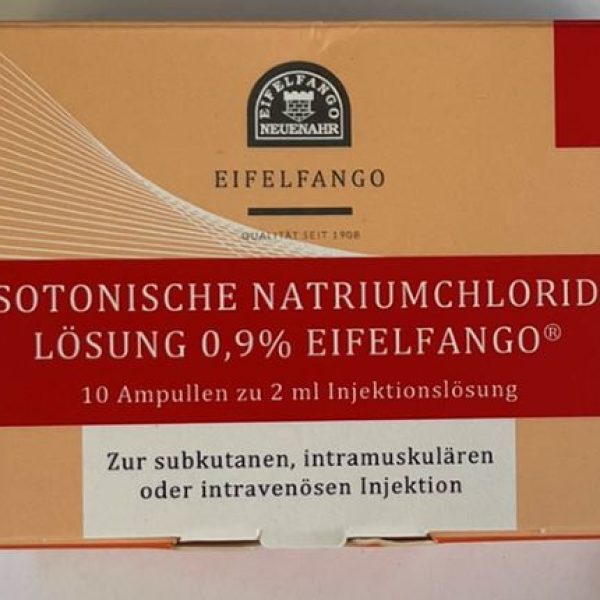 EIFELFANGO
NEUENAHR
EIFELFANGO
QUALITÄT SEIT 1908
SOTONISCHE NATRIUMCHLORID
LÖSUNG 0,9% EIFELFANGO®
10 Ampullen zu 2 ml Injektionslösung
Zur subkutanen, intramuskulären
oder intravenösen Injektion